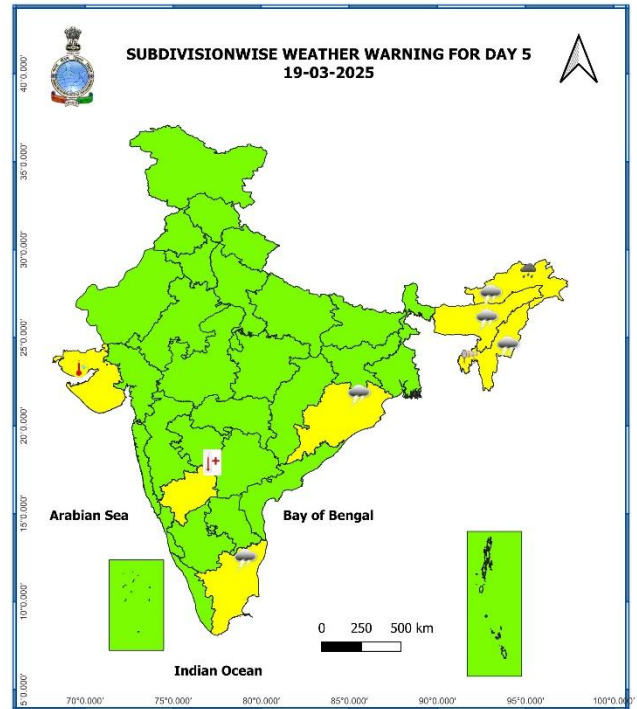 SUBDIVISIONWISE WEATHER WARNING FOR DAY 5
19-03-2025
40°0.000'
35°0.000'
30°0.000'
25°0.000'
20°0.000'
15°0.000'
10°0.000'
5°0.000'
Arabian Sea
Bay of Bengal
Indian Ocean
0 250 500 km
70°0.000' 75°0.000' 80°0.000' 85°0.000' 90°0.000' 95°0.000' 100°0.000'